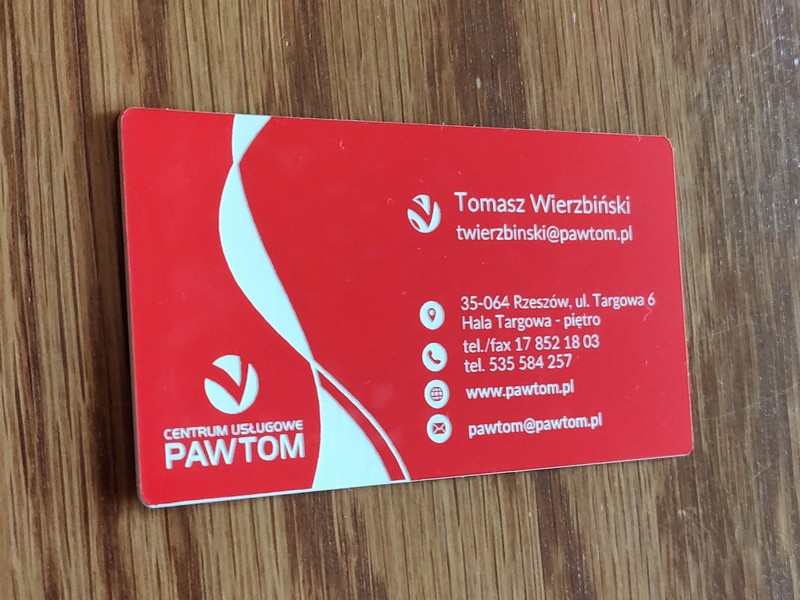 Tomasz Wierzbiński
twierzbinski@pawtom.pl
35-064 Rzeszów, ul. Targowa 6
Hala Targowa - piętro
tel./fax 17 852 18 03
tel. 535 584 257
www.pawtom.pl
pawtom@pawtom.pl
CENTRUM USŁUGOWE
PAWTOM